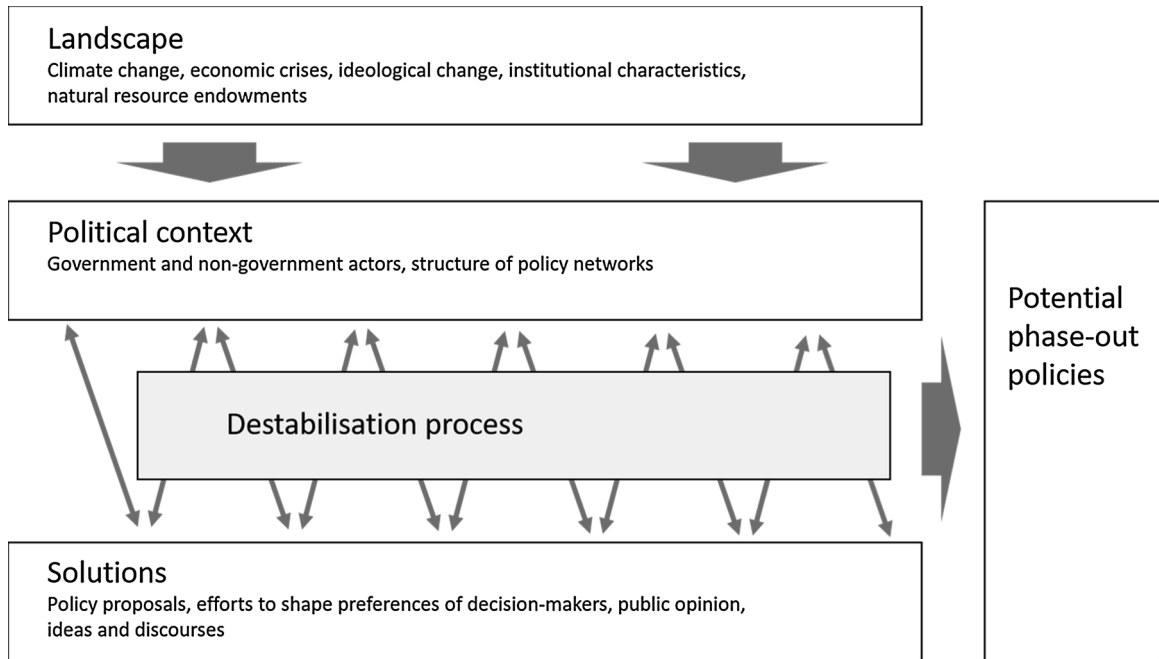 Landscape
Climate change, economic crises, ideological change, institutional characteristics,
natural resource endowments
Political context
Government and non-government actors, structure of policy networks
Destabilisation process
Solutions
Policy proposals, efforts to shape preferences of decision-makers, public opinion,
ideas and discourses
Potential
phase-out
policies